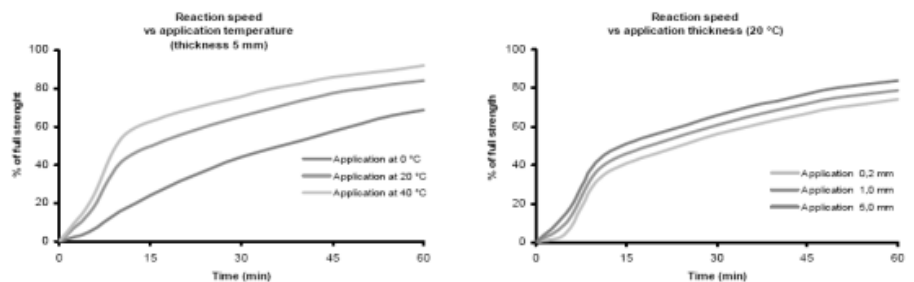 Reaction speed
vs application temperature
(thickness 5 mm)
100
80
60
40
20
0
% of full strenght
Application at 0 °C
Application at 20 °C
Application at 40 °C
0
15
30
45
60
Time (min)
Reaction speed
vs application thickness (20 °C)
100
80
60
40
20
0
% of full strength
Application 0,2 mm
Application 1,0 mm
Application 5,0 mm
0
15
30
45
60
Time (min)